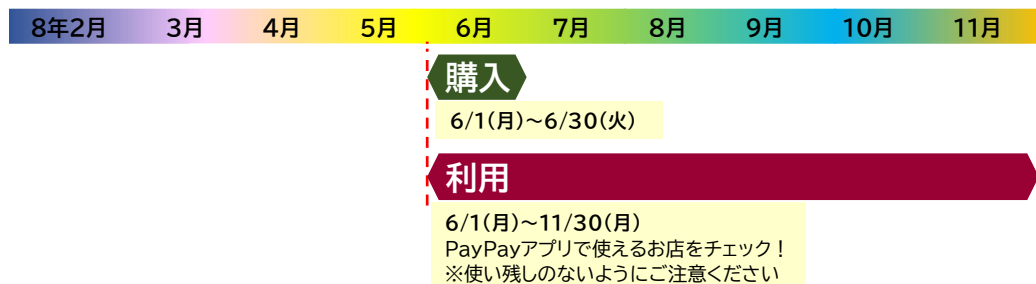 8年2月 3月 4月 5月 6月 7月 8月 9月 10月 11月
購入
6/1(月)~6/30(火)
利用
6/1(月)~11/30(月)
PayPayアプリで使えるお店をチェック!
※使い残しのないようにご注意ください